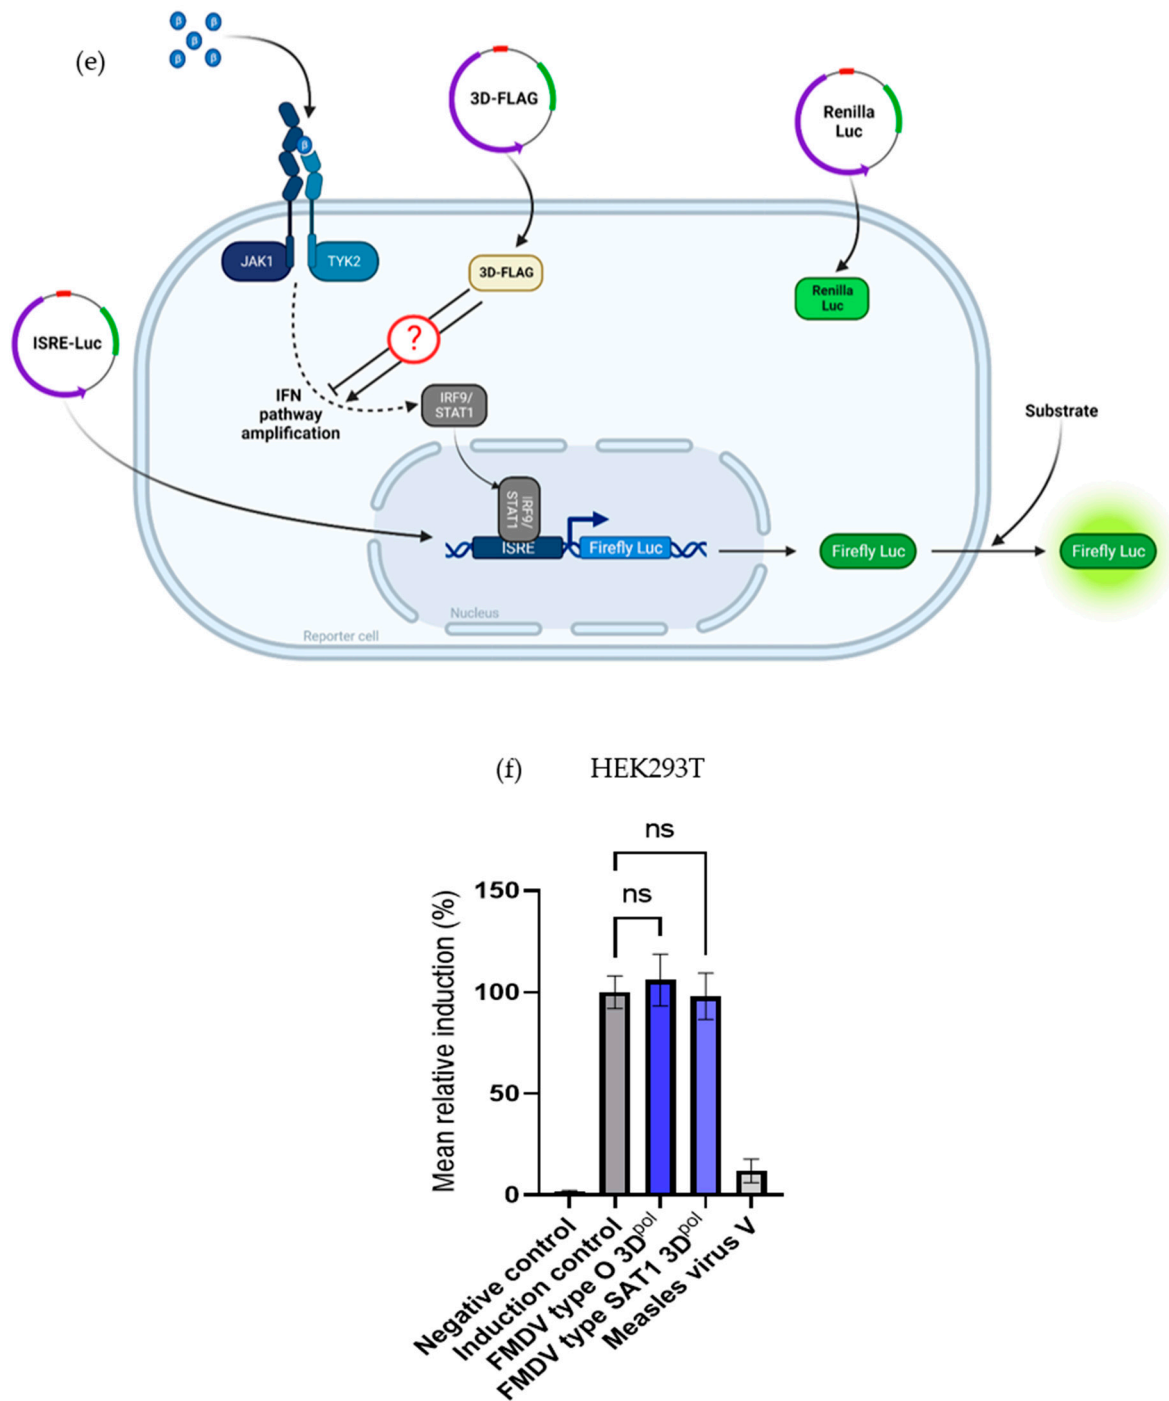 (e)
β β
β
β β
3D-FLAG
Renilla
Luc
β
JAK1
TYK2
3D-FLAG
Renilla
Luc
ISRE-Luc
?
IFN
pathway
amplification
IRF9/
STAT1
Substrate
IRF9/
STAT1
ISRE
Firefly Luc
Firefly Luc
Firefly Luc
Nucleus
Reporter cell
(f)
HEK293T
ns
ns
Mean relative induction (%)
150
100
50
0
Negative control
Induction control
FMDV type O 3Dpol
FMDV type SAT1 3Dpol
Measles virus V